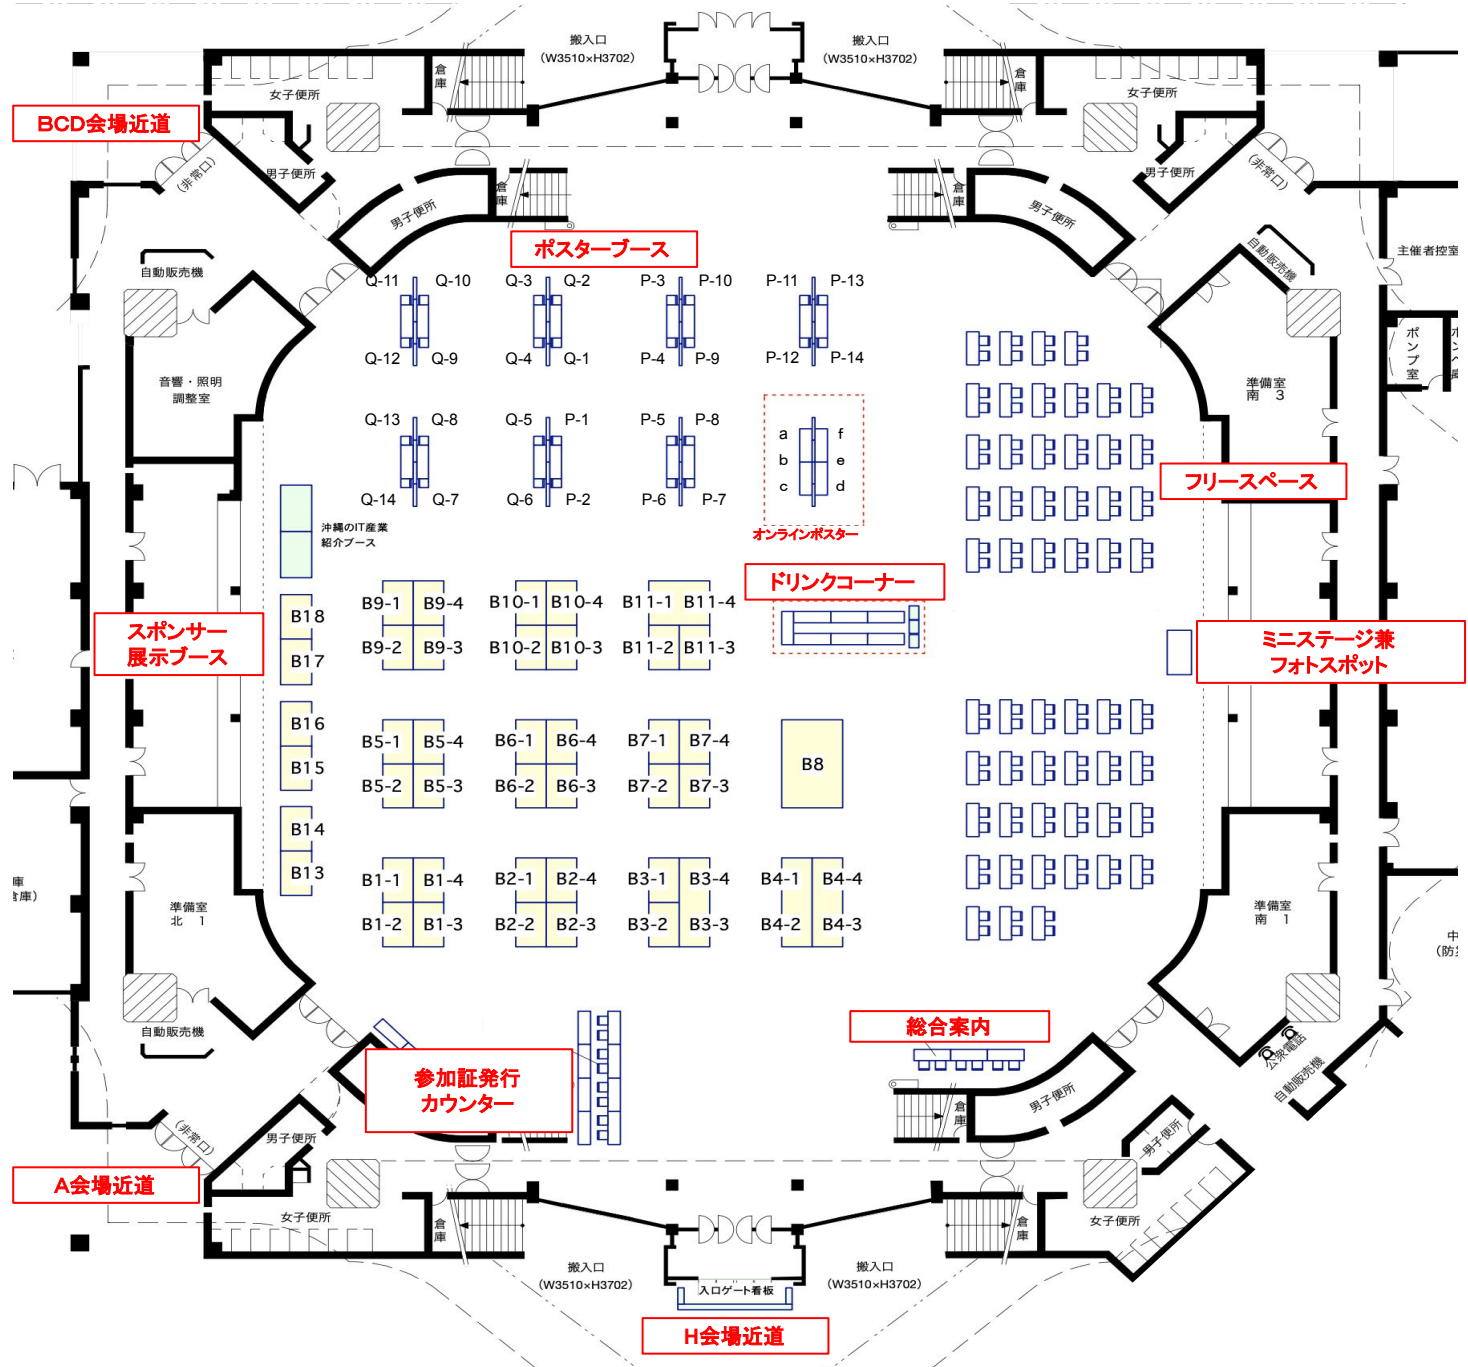 搬入口
(W3510×H3702)
搬入口
(W3510×H3702)
倉庫
倉庫
女子便所
女子便所
BCD会場近道
(非常口)
(非常口)
男子便所
男子便所
倉庫
倉庫
男子便所
男子便所
ポスターブース
自動販売機
自動販売機
主催者控室
Q-11 Q-10 Q-3 Q-2 P-3 P-10 P-11 P-13
Q-12 Q-9 Q-4 Q-1 P-4 P-9 P-12 P-14
ポンプ室
音響・照明
調整室
準備室
南 3
Q-13 Q-8 Q-5 P-1 P-5 P-8
a f
b e
c d
Q-14 Q-7 Q-6 P-2 P-6 P-7
フリースペース
沖縄のIT産業
紹介ブース
オンラインポスター
ドリンクコーナー
B9-1 B9-4 B10-1 B10-4 B11-1 B11-4
B18
スポンサー
展示ブース
B9-2 B9-3 B10-2 B10-3 B11-2 B11-3
B17
ミニステージ兼
フォトスポット
B16
B5-1 B5-4 B6-1 B6-4 B7-1 B7-4
B8
B15
B5-2 B5-3 B6-2 B6-3 B7-2 B7-3
B14
B13
B1-1 B1-4 B2-1 B2-4 B3-1 B3-4 B4-1 B4-4
B1-2 B1-3 B2-2 B2-3 B3-2 B3-3 B4-2 B4-3
庫
倉庫)
準備室
北 1
準備室
南 1
中
自動販売機
総合案内
公衆電話
自動販売機
参加証発行
カウンター
男子便所
倉庫
(非常口)
男子便所
男子便所
A会場近道
女子便所
女子便所
倉庫
倉庫
搬入口
(W3510×H3702)
搬入口
(W3510×H3702)
入口ゲート看板
H会場近道